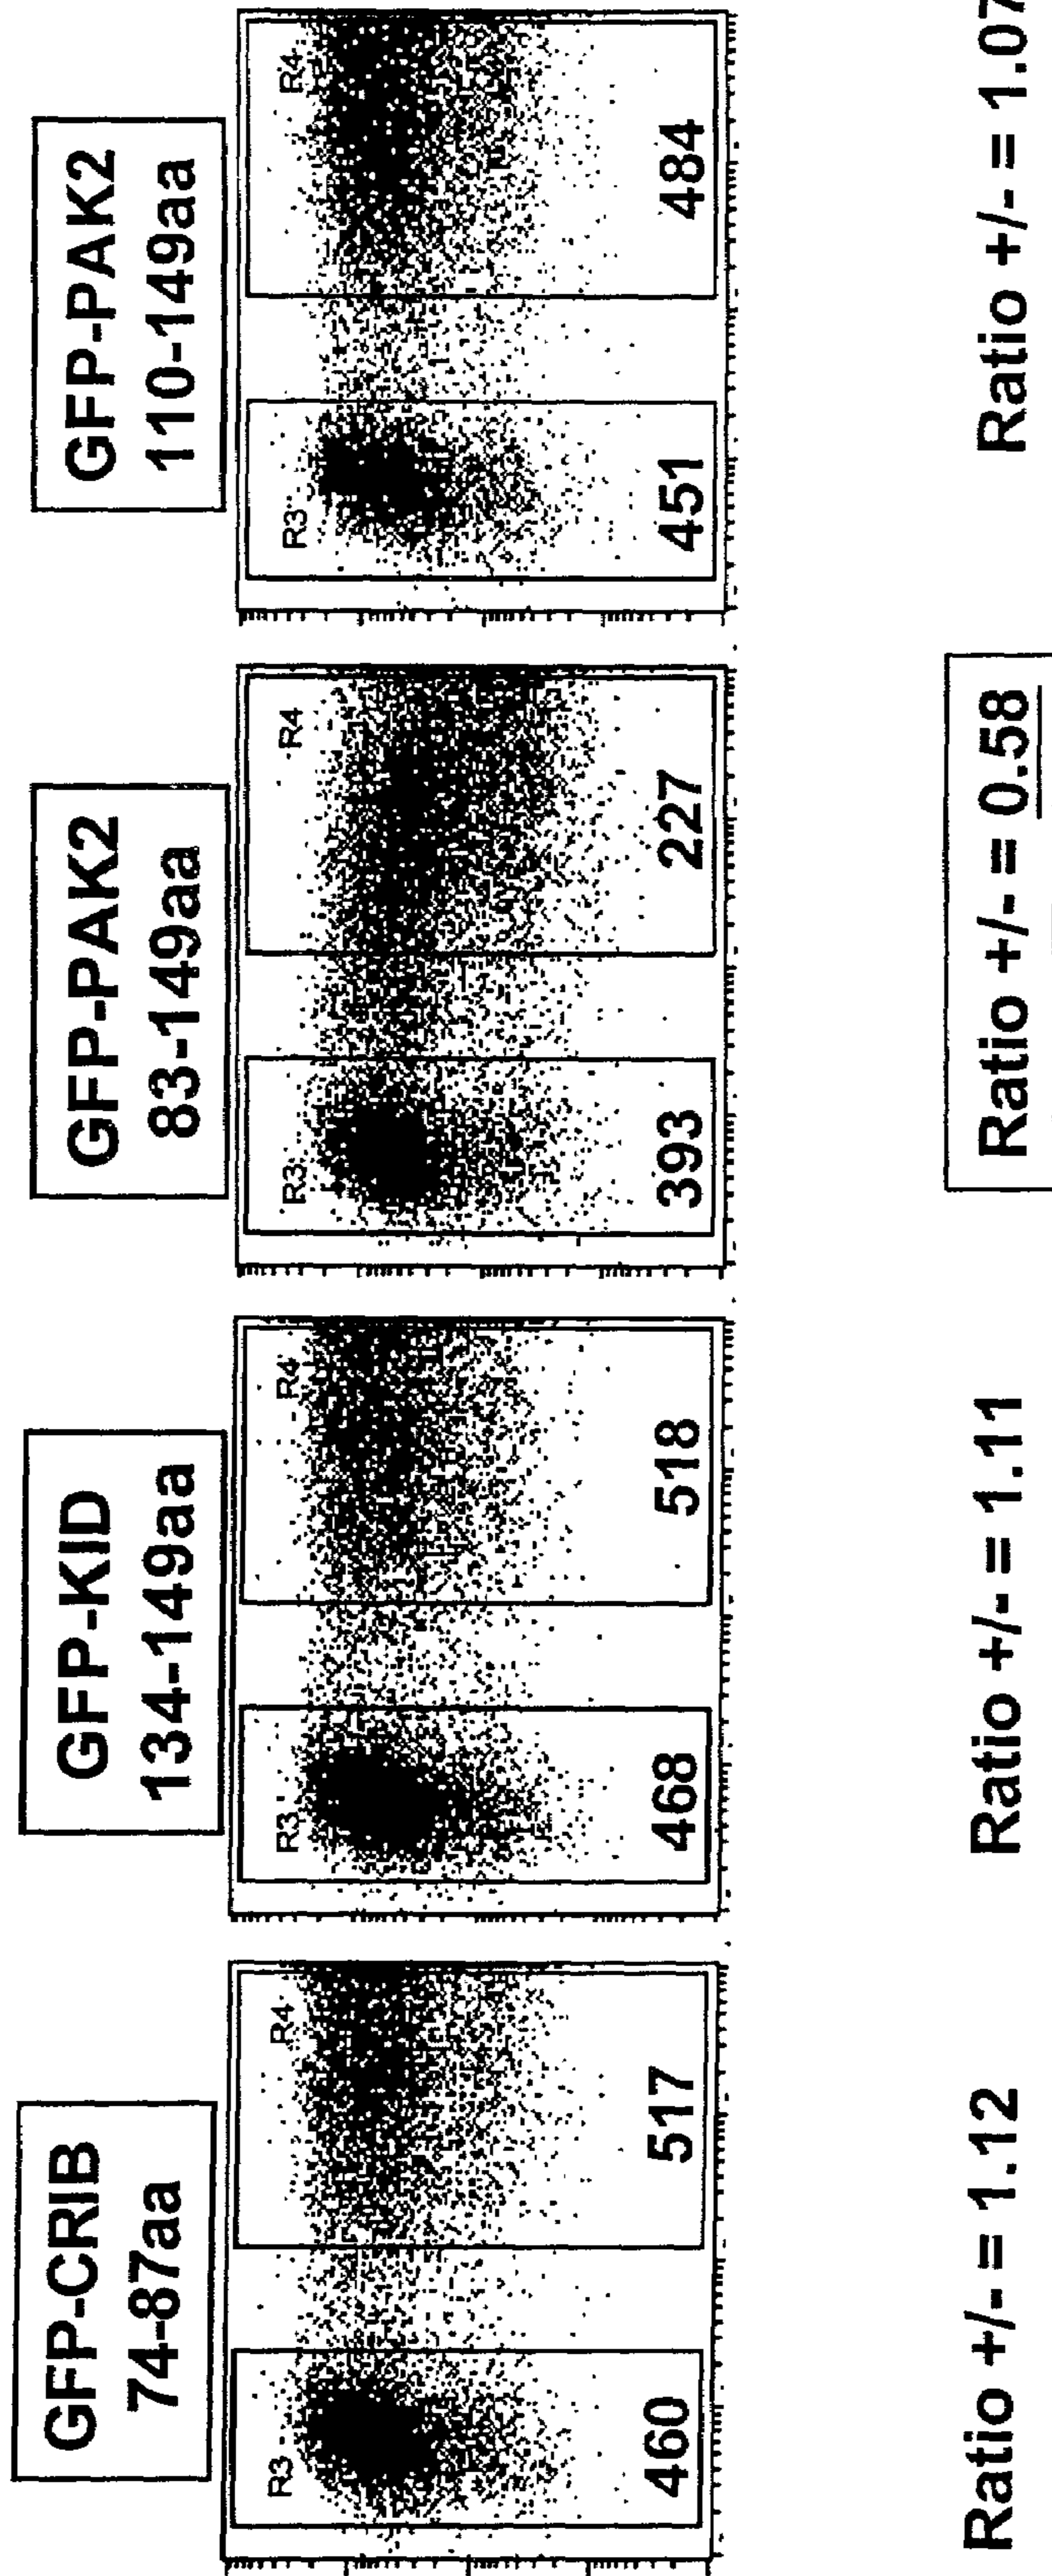 GFP-CRIB
74-87aa
R3
R4
460
517
Ratio +/- = 1.12
GFP-KID
134-149aa
R3
R4
468
518
Ratio +/- = 1.11
GFP-PAK2
83-149aa
R3
R4
393
227
Ratio +/- = 0.58
GFP-PAK2
110-149aa
R3
R4
451
484
Ratio +/- = 1.07